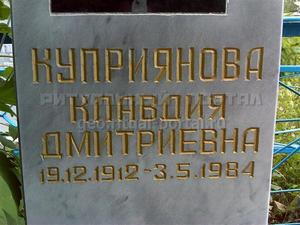 КУПРИЯНОВА
КЛАВДИЯ
ДМИТРИЕВНА
19.12.1912-3.5.1984